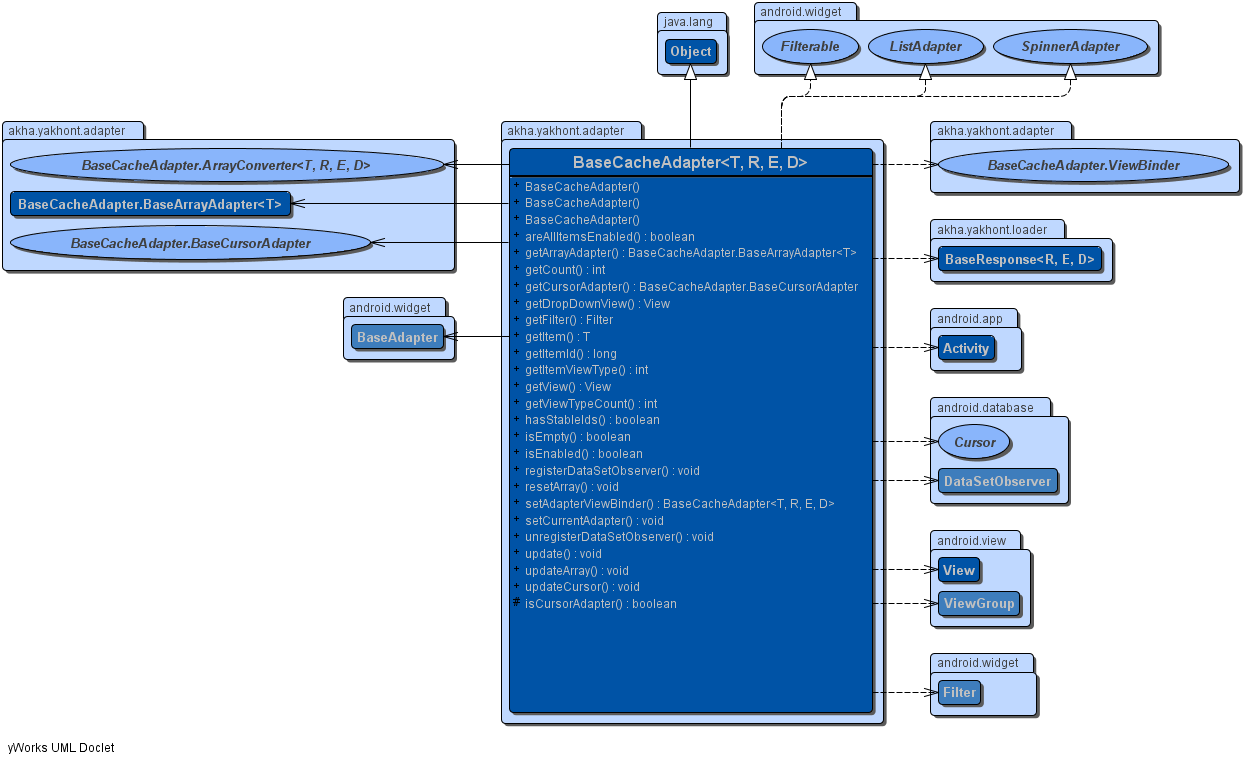 java.lang
Object
android.widget
Filterable
ListAdapter
SpinnerAdapter
akha.yakhont.adapter
BaseCacheAdapter.ArrayConverter<T, R, E, D>
BaseCacheAdapter.BaseArrayAdapter<T>
BaseCacheAdapter.BaseCursorAdapter
android.widget
BaseAdapter
akha.yakhont.adapter
BaseCacheAdapter<T, R, E, D>
+ BaseCacheAdapter()
+ BaseCacheAdapter()
+ BaseCacheAdapter()
+ areAllItemsEnabled() : boolean
+ getArrayAdapter() : BaseCacheAdapter.BaseArrayAdapter<T>
+ getCount() : int
+ getCursorAdapter() : BaseCacheAdapter.BaseCursorAdapter
+ getDropDownView() : View
+ getFilter() : Filter
+ getItem() : T
+ getItemId() : long
+ getItemViewType() : int
+ getView() : View
+ getViewTypeCount() : int
+ hasStableIds() : boolean
+ isEmpty() : boolean
+ isEnabled() : boolean
+ registerDataSetObserver() : void
+ resetArray() : void
+ setAdapterViewBinder() : BaseCacheAdapter<T, R, E, D>
+ setCurrentAdapter() : void
+ unregisterDataSetObserver() : void
+ update() : void
+ updateArray() : void
+ updateCursor() : void
# isCursorAdapter() : boolean
akha.yakhont.adapter
BaseCacheAdapter.ViewBinder
akha.yakhont.loader
BaseResponse<R, E, D>
android.app
Activity
android.database
Cursor
DataSetObserver
android.view
View
ViewGroup
android.widget
Filter
yWorks UML Doclet